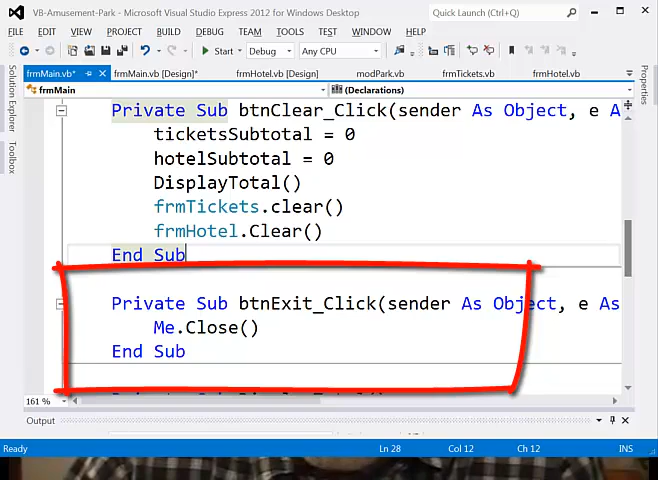 VB-Amusement-Park - Microsoft Visual Studio Express 2012 for Windows Desktop
Quick Launch (Ctrl+Q)
FILE EDIT VIEW PROJECT BUILD DEBUG TEAM TOOLS TEST WINDOW HELP
Start Debug Any CPU
Solution Explorer
Toolbox
Properties
frmMain.vb* frmMain.vb [Design]* frmHotel.vb [Design] modPark.vb frmTickets.vb frmHotel.vb
frmMain (Declarations)
Private Sub btnClear_Click(sender As Object, e A
ticketsSubtotal = 0
hotelSubtotal = 0
DisplayTotal()
frmTickets.clear()
frmHotel.Clear()
End Sub
Private Sub btnExit_Click(sender As Object, e As
Me.Close()
End Sub
161 %
Output
Ready Ln 28 Col 12 Ch 12 INS